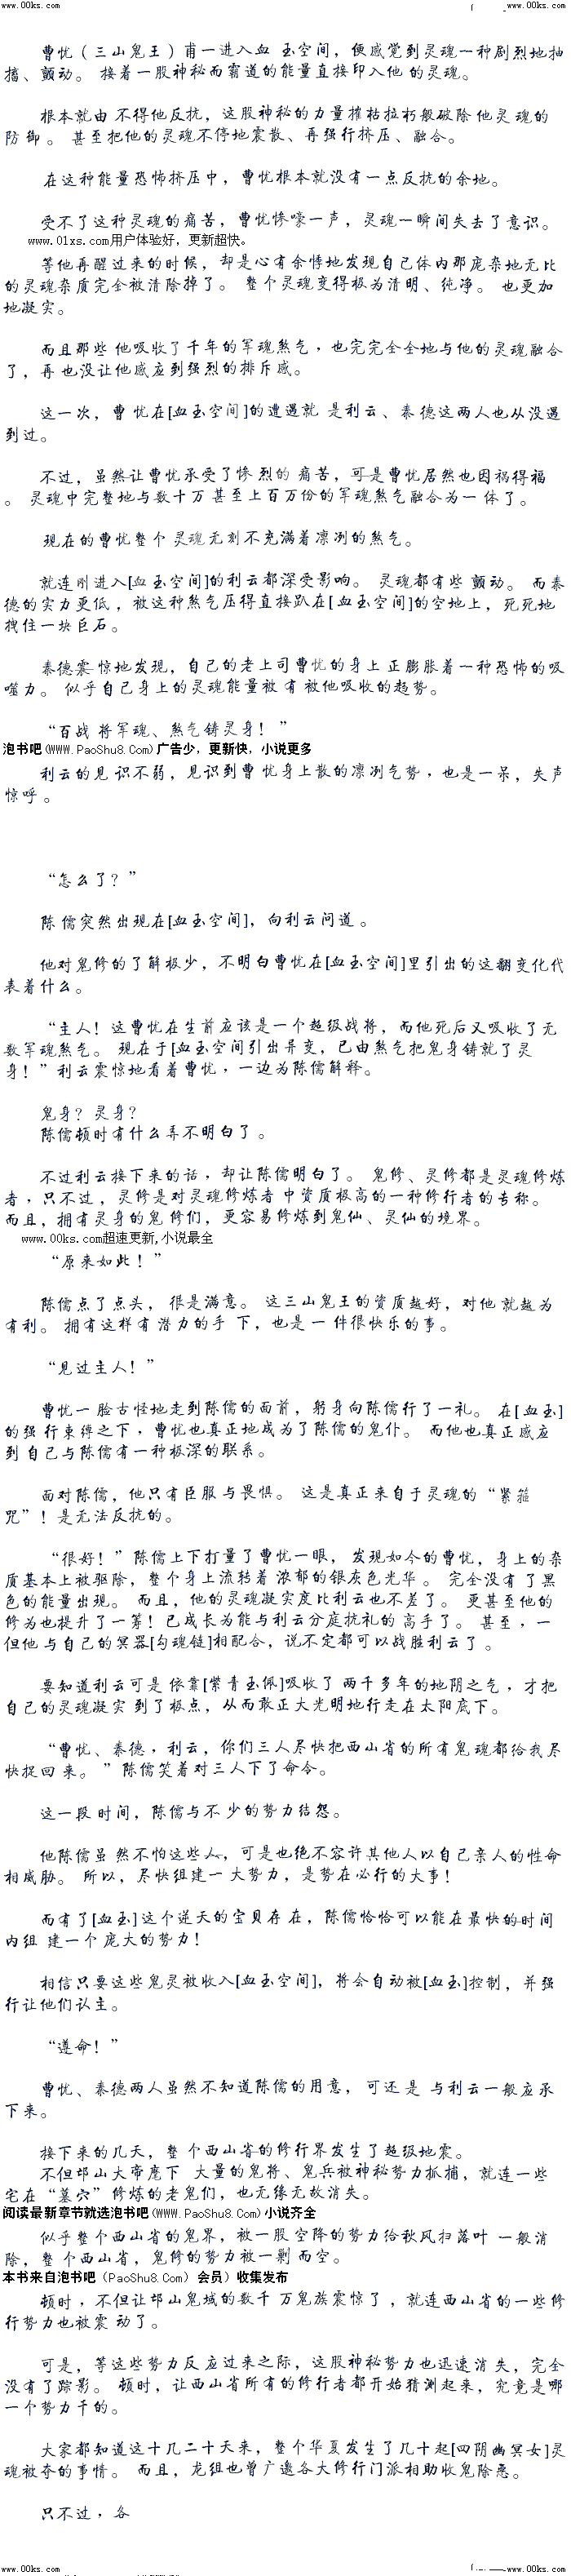 www.00ks.com www.00ks.com
曹忧（三山鬼王）甫一进入血 玉空间，便感觉到灵魂一种剧烈地抽
搐、颤动。 接着一股神秘而霸道的能量直接印入他 的灵魂。
根本就由 不得他反抗，这股神秘的力量摧枯拉朽般破除他灵魂的
防御 。 甚至把他的灵魂不停地震散、再强行挤压、融合。
在这种能量恐怖挤压中，曹忧根本就没有一点反抗的余地。
受不了这种灵魂的痛苦，曹忧惨嚎一声，灵魂一瞬间失去了意识。
www.01xs.com用户体验好，更新超快。
等他再醒过来的时候，却是心有余悸地发现自己体内那庞杂地无比
的灵魂杂质完全被清除掉了。 整个灵魂变得极为清明、纯净。 也更加
地凝实。
而且那些 他吸收了千年的军魂煞气，也完完全全地与他的灵魂融合
了，再 也没让他感应到强烈的排斥感。
这一次，曹 忧在[血玉空间]的遭遇就 是利云、秦德这两人也从没遇
到过。
不过，虽然让曹忧承受了惨 烈的 痛苦，可是曹忧居然也因祸得福
。 灵魂中完整地与数十万 甚至上百万份的军魂煞气融合为一体了。
现在的曹忧整个 灵魂无刻不充满着凛冽的煞气。
就连刚进入[血玉空间]的利云都深受影响。 灵魂都有些 颤动。 而秦
德的实力更低，被这种煞气压得直接趴在[ 血玉空间]的空地上，死死地
拽住一块巨石。
秦德震 惊地发现，自己的老上司曹忧的身上正膨胀着一种恐怖的吸
噬力。 似乎自己身上的灵魂能量被 有 被他吸收的趋势。
“百战 将军魂、煞气铸灵身！ ”
泡书吧(WWW.PaoShu8.Com)广告少，更新快，小说更多
利云的见 识不弱，见识到曹 忧身上散的凛冽气势，也是一呆，失声
惊呼 。
“怎么了？”
陈 儒突然出现在[血玉空间]，向利云问道 。
他对鬼修的了解极少，不明白曹忧在[血玉空间]里引出的这翻变化代
表着什么。
“主人！这曹忧在生前应该是一个超级战将，而他死后又吸收了无
数军魂煞气。 现在于[血玉空间引出异变，已由煞气把鬼身铸就了灵
身！”利云震惊地看着曹忧，一边为陈儒解释。
鬼身？灵身？
陈儒顿时有什么弄不明白了 。
不过利云接下来的话，却让陈儒明白了。 鬼修、灵修都是灵魂修炼
者，只不过，灵修是对灵魂修炼者 中资质极高的一种修行者的专称。
而且，拥有灵身的鬼 修们，更容易修炼到鬼仙、灵仙的境界。
www.00ks.com超速更新,小说最全
“原来如此！”
陈儒点了点头，很是满意。 这三山鬼王的资质越好，对他 就越为
有利。 拥有这样有 潜力的手 下，也是 一 件很快乐的事。
“见过主人！”
曹忧一 脸古怪地走到陈儒的面前，躬身向陈儒行了一礼。 在[血玉]
的强 行束缚之下，曹忧也真正地成为了陈儒的鬼仆。 而他也真正感应
到 自己与陈儒有一种极深的联系。
面对陈儒，他只有臣服与畏惧。 这是真正来自于灵魂的“紧箍
咒”！是无法反抗的。
“很好！”陈儒上下打量了曹忧一眼， 发现如今的曹忧，身上的杂
质基本上被驱除，整个身上流转着 浓郁的银灰色光华 。 完全没有了黑
色的能量出现。 而且，他的灵魂凝实度比利云也不差了。 更甚至他的
修为也提升了一筹！已成长为能与利云分庭抗礼的 高手了。 甚至，一
但他 与自己的冥器[勾魂链]相配合，说不定都可以战胜利云了 。
要知道利云可是 依靠[紫青玉佩]吸收了 两千多年的地阴之气，才把
自己的灵魂凝实 到了极点，从而敢正大光明地行走在太阳底下。
“曹忧、秦德，利云，你们三人尽快把西山省的所有鬼魂都给我尽
快捉回 来。 ”陈儒笑着对三人下了命令。
这一段 时间，陈儒与不 少的势力结怨。
他陈儒虽 然不怕这些人，可是也绝不容许其他人以自己亲人的性命
相威胁。 所以，尽快组建一 大势力，是势在必行的大事！
而有了[血玉]这个逆天的宝贝存在，陈儒恰恰可以能在最快的时间
内组 建一个 庞大的势力！
相信只要这些鬼灵被收入[血玉空间]，将会自动被[血玉]控制，并强
行让他们认主。
“遵命！”
曹忧、秦德两人虽然不知道陈儒的用意， 可还是 与利云一般应承
下来。
接下来的几天，整 个西山省的修行界发生了超级地震。
不但邙山大帝麾下 大量的鬼将、鬼兵被神秘势力抓捕，就连一些
宅在“墓穴”修炼的老鬼们，也无缘无故消失。
阅读最新章节就选泡书吧(WWW.PaoShu8.Com)小说齐全
似乎整个西山省的鬼界，被一股空降的势力给秋风扫落叶 一般消
除，整 个西山省，鬼修的势力被一剿 而空。
本书来自泡书吧（PaoShu8.Com）会员）收集发布
顿时，不但让邙山鬼域的数千 万鬼族震惊了，就连西山省的一些修
行势力也被震 动了。
可是，等这些势力反应过来之际，这股神秘势力也迅速消失，完全
没有了踪影。 顿时，让西山省所有的修行者都开始猜测起来，究竟是哪
一个势力干的。
大家都知道这十几二十天来，整个华夏发生了几十起[四阴幽冥女]灵
魂被夺的事情。 而且，龙组也曾广邀各大修行门派相助收鬼除恶。
只不过，各
www.00ks.com www.00ks.com